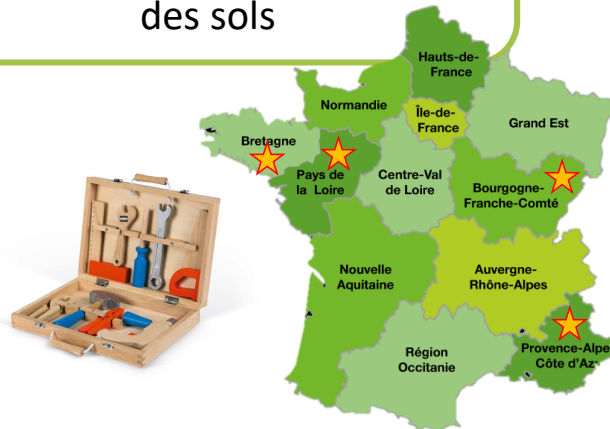 des sols
Hauts-de-
France
Normandie
Île-de-
France
Grand Est
Bretagne
Pays de
la Loire
Centre-Val
de Loire
Bourgogne-
Franche-Comté
Nouvelle
Aquitaine
Auvergne-
Rhône-Alpes
Région
Occitanie
Provence-Alpe
Côte d'Az